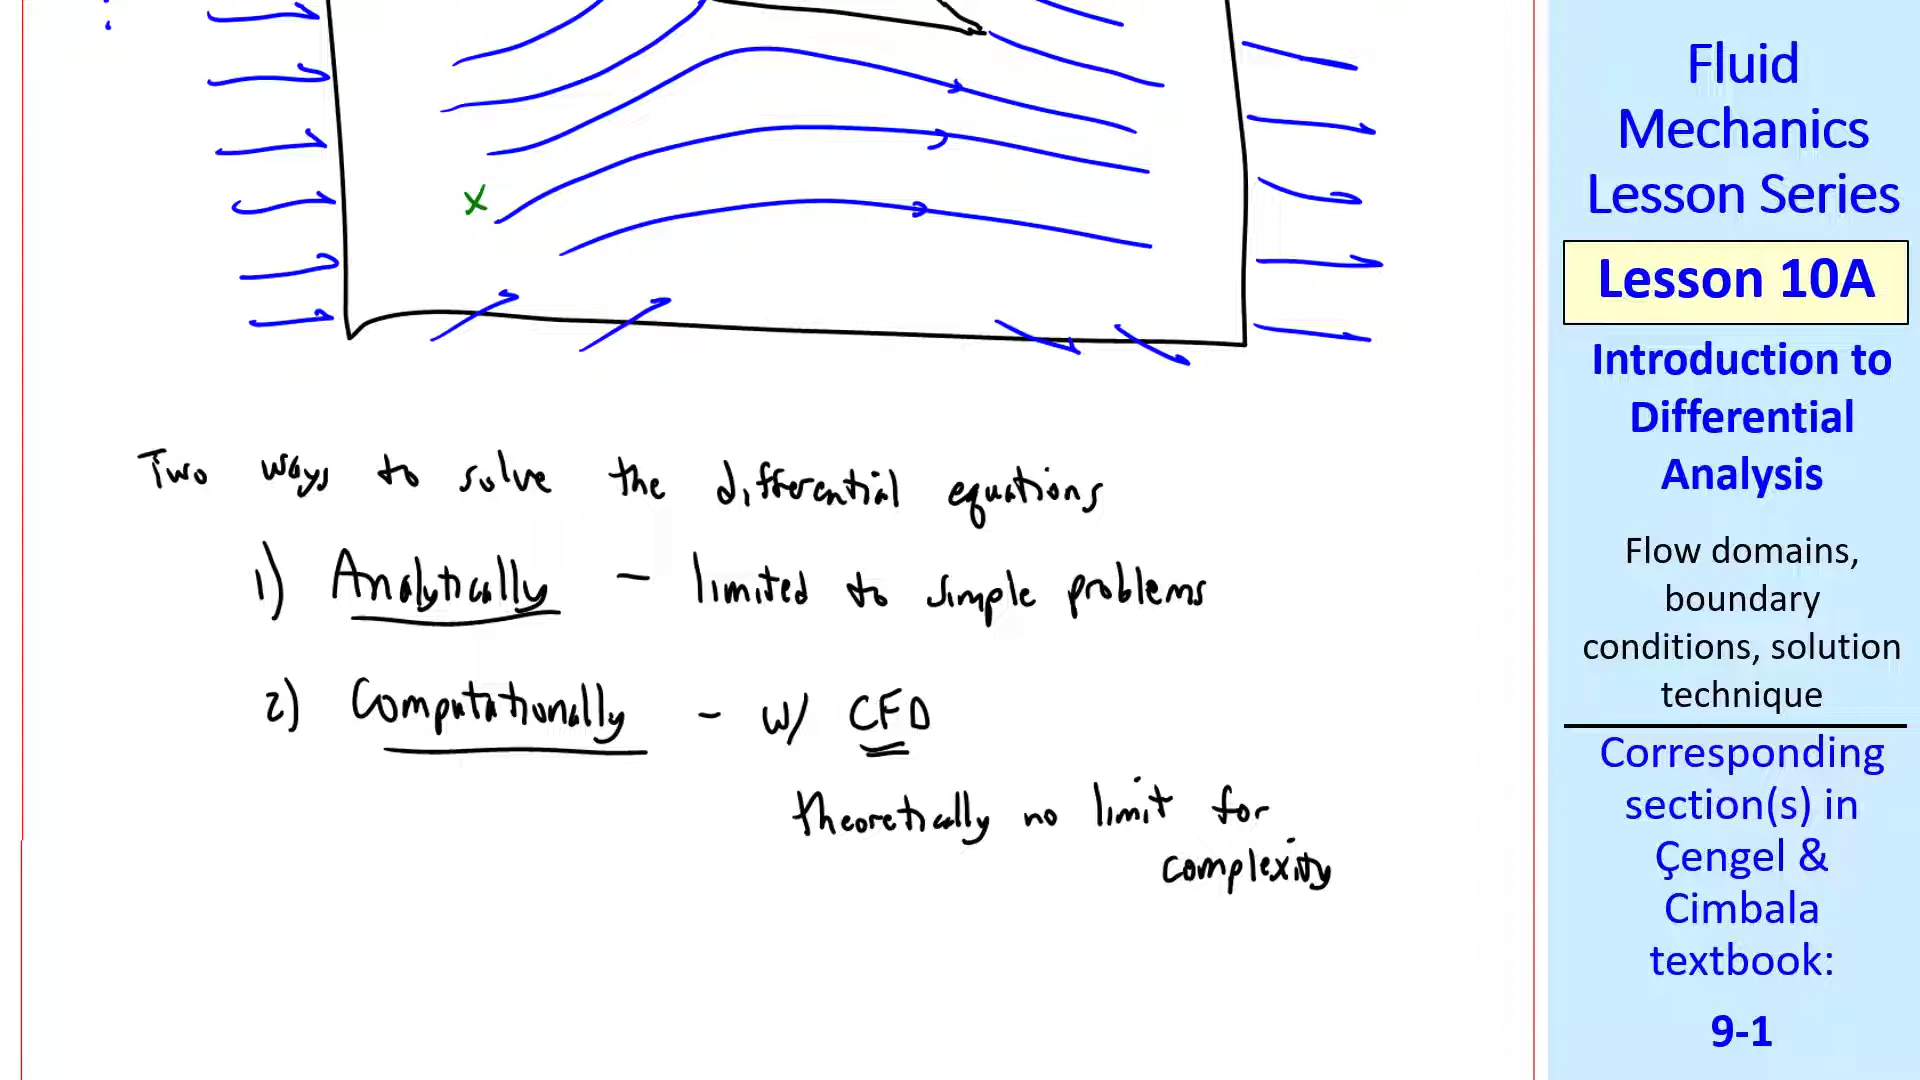 Two ways to solve the differential equations
1) Analytically - limited to simple problems
2) Computationally - w/ CFD
theoretically no limit for
complexity
Fluid
Mechanics
Lesson Series
Lesson 10A
Introduction to
Differential
Analysis
Flow domains,
boundary
conditions, solution
technique
Corresponding
section(s) in
Çengel &
Cimbala
textbook:
9-1